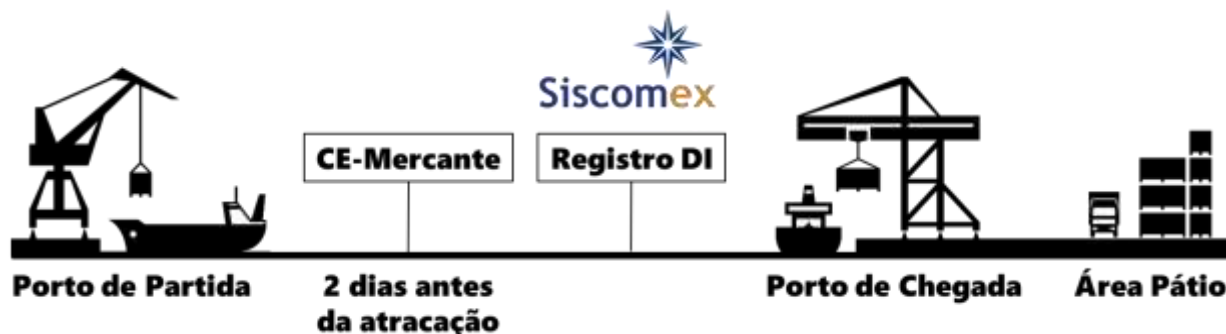 Siscomex
CE-Mercante
Registro DI
Porto de Partida
2 dias antes
da atracação
Porto de Chegada
Área Pátio